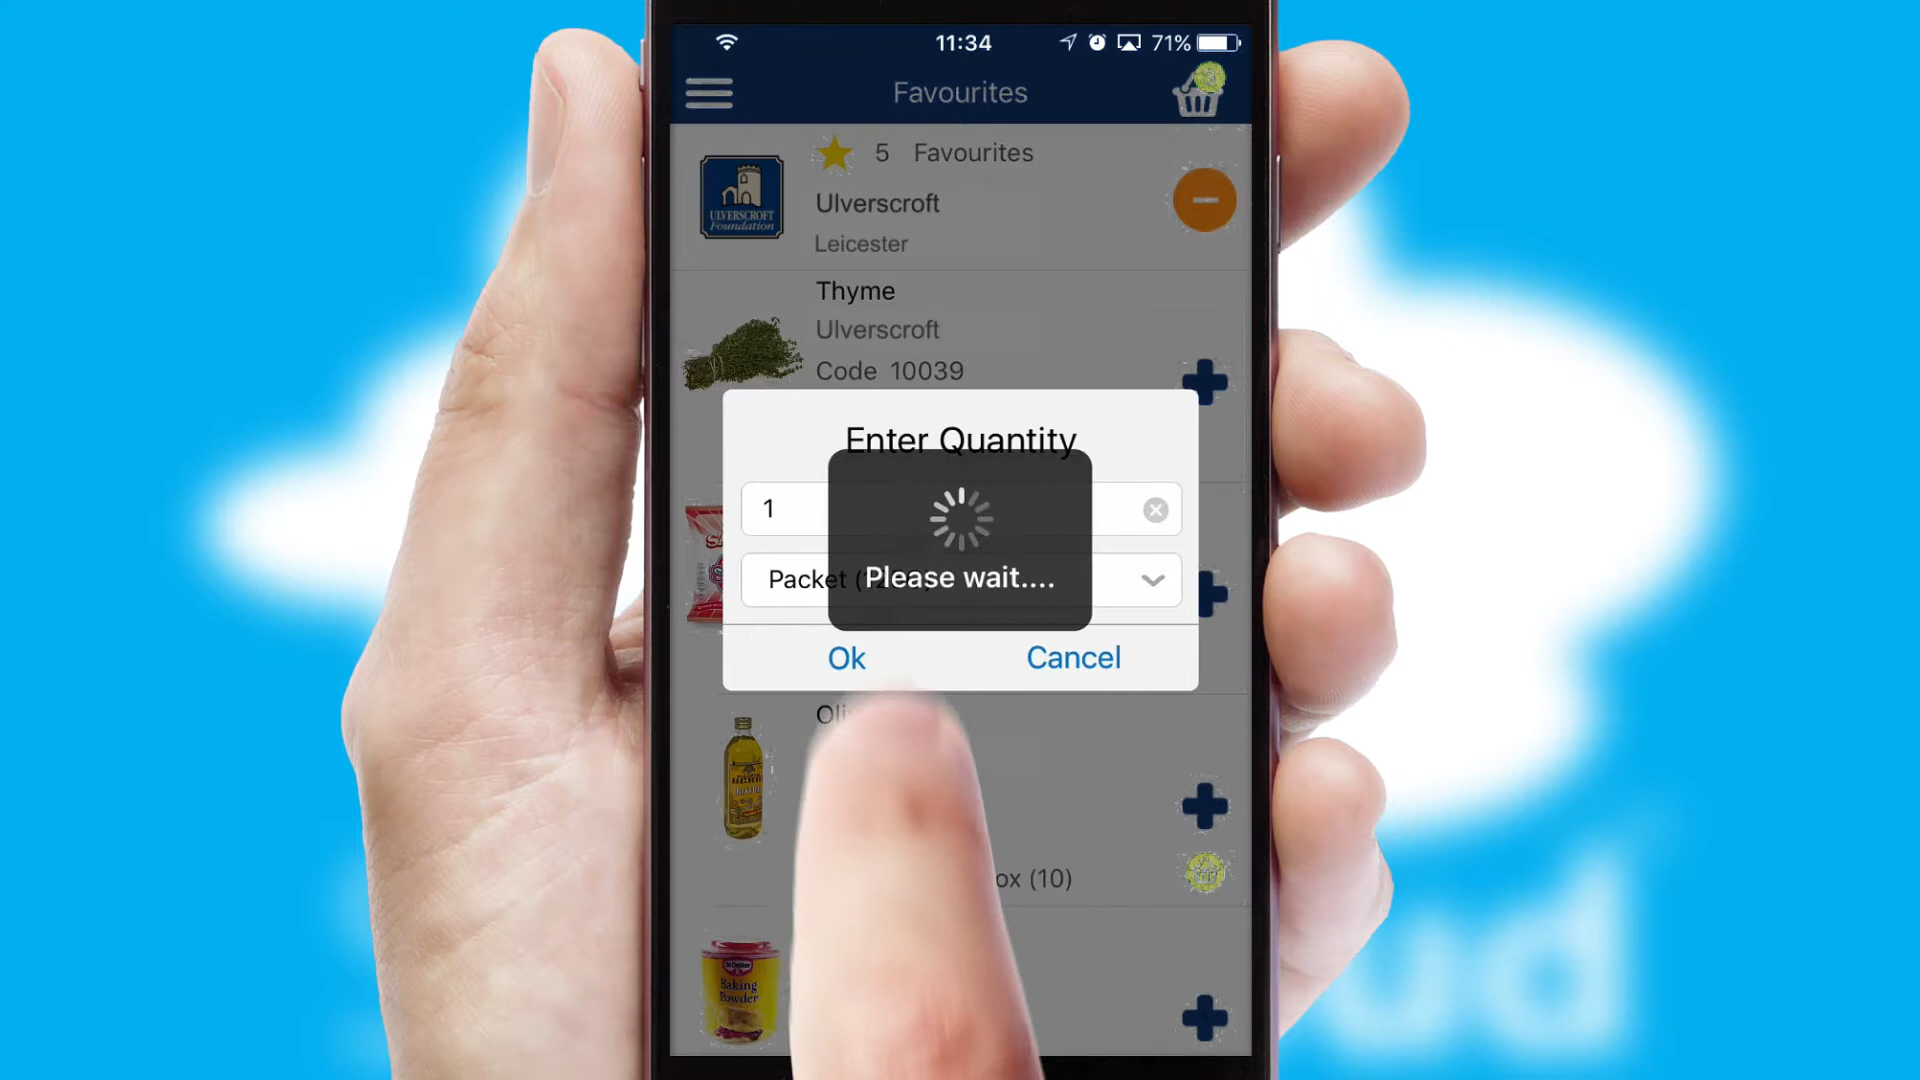 11:34
71%
Favourites
5 Favourites
ULVERSCROFT
Foundation
Ulverscroft
Leicester
Thyme
Ulverscroft
Code 10039
Enter Quantity
1
Packet
Please wait....
Ok
Cancel
ox (10)
Baking
Powder
ud